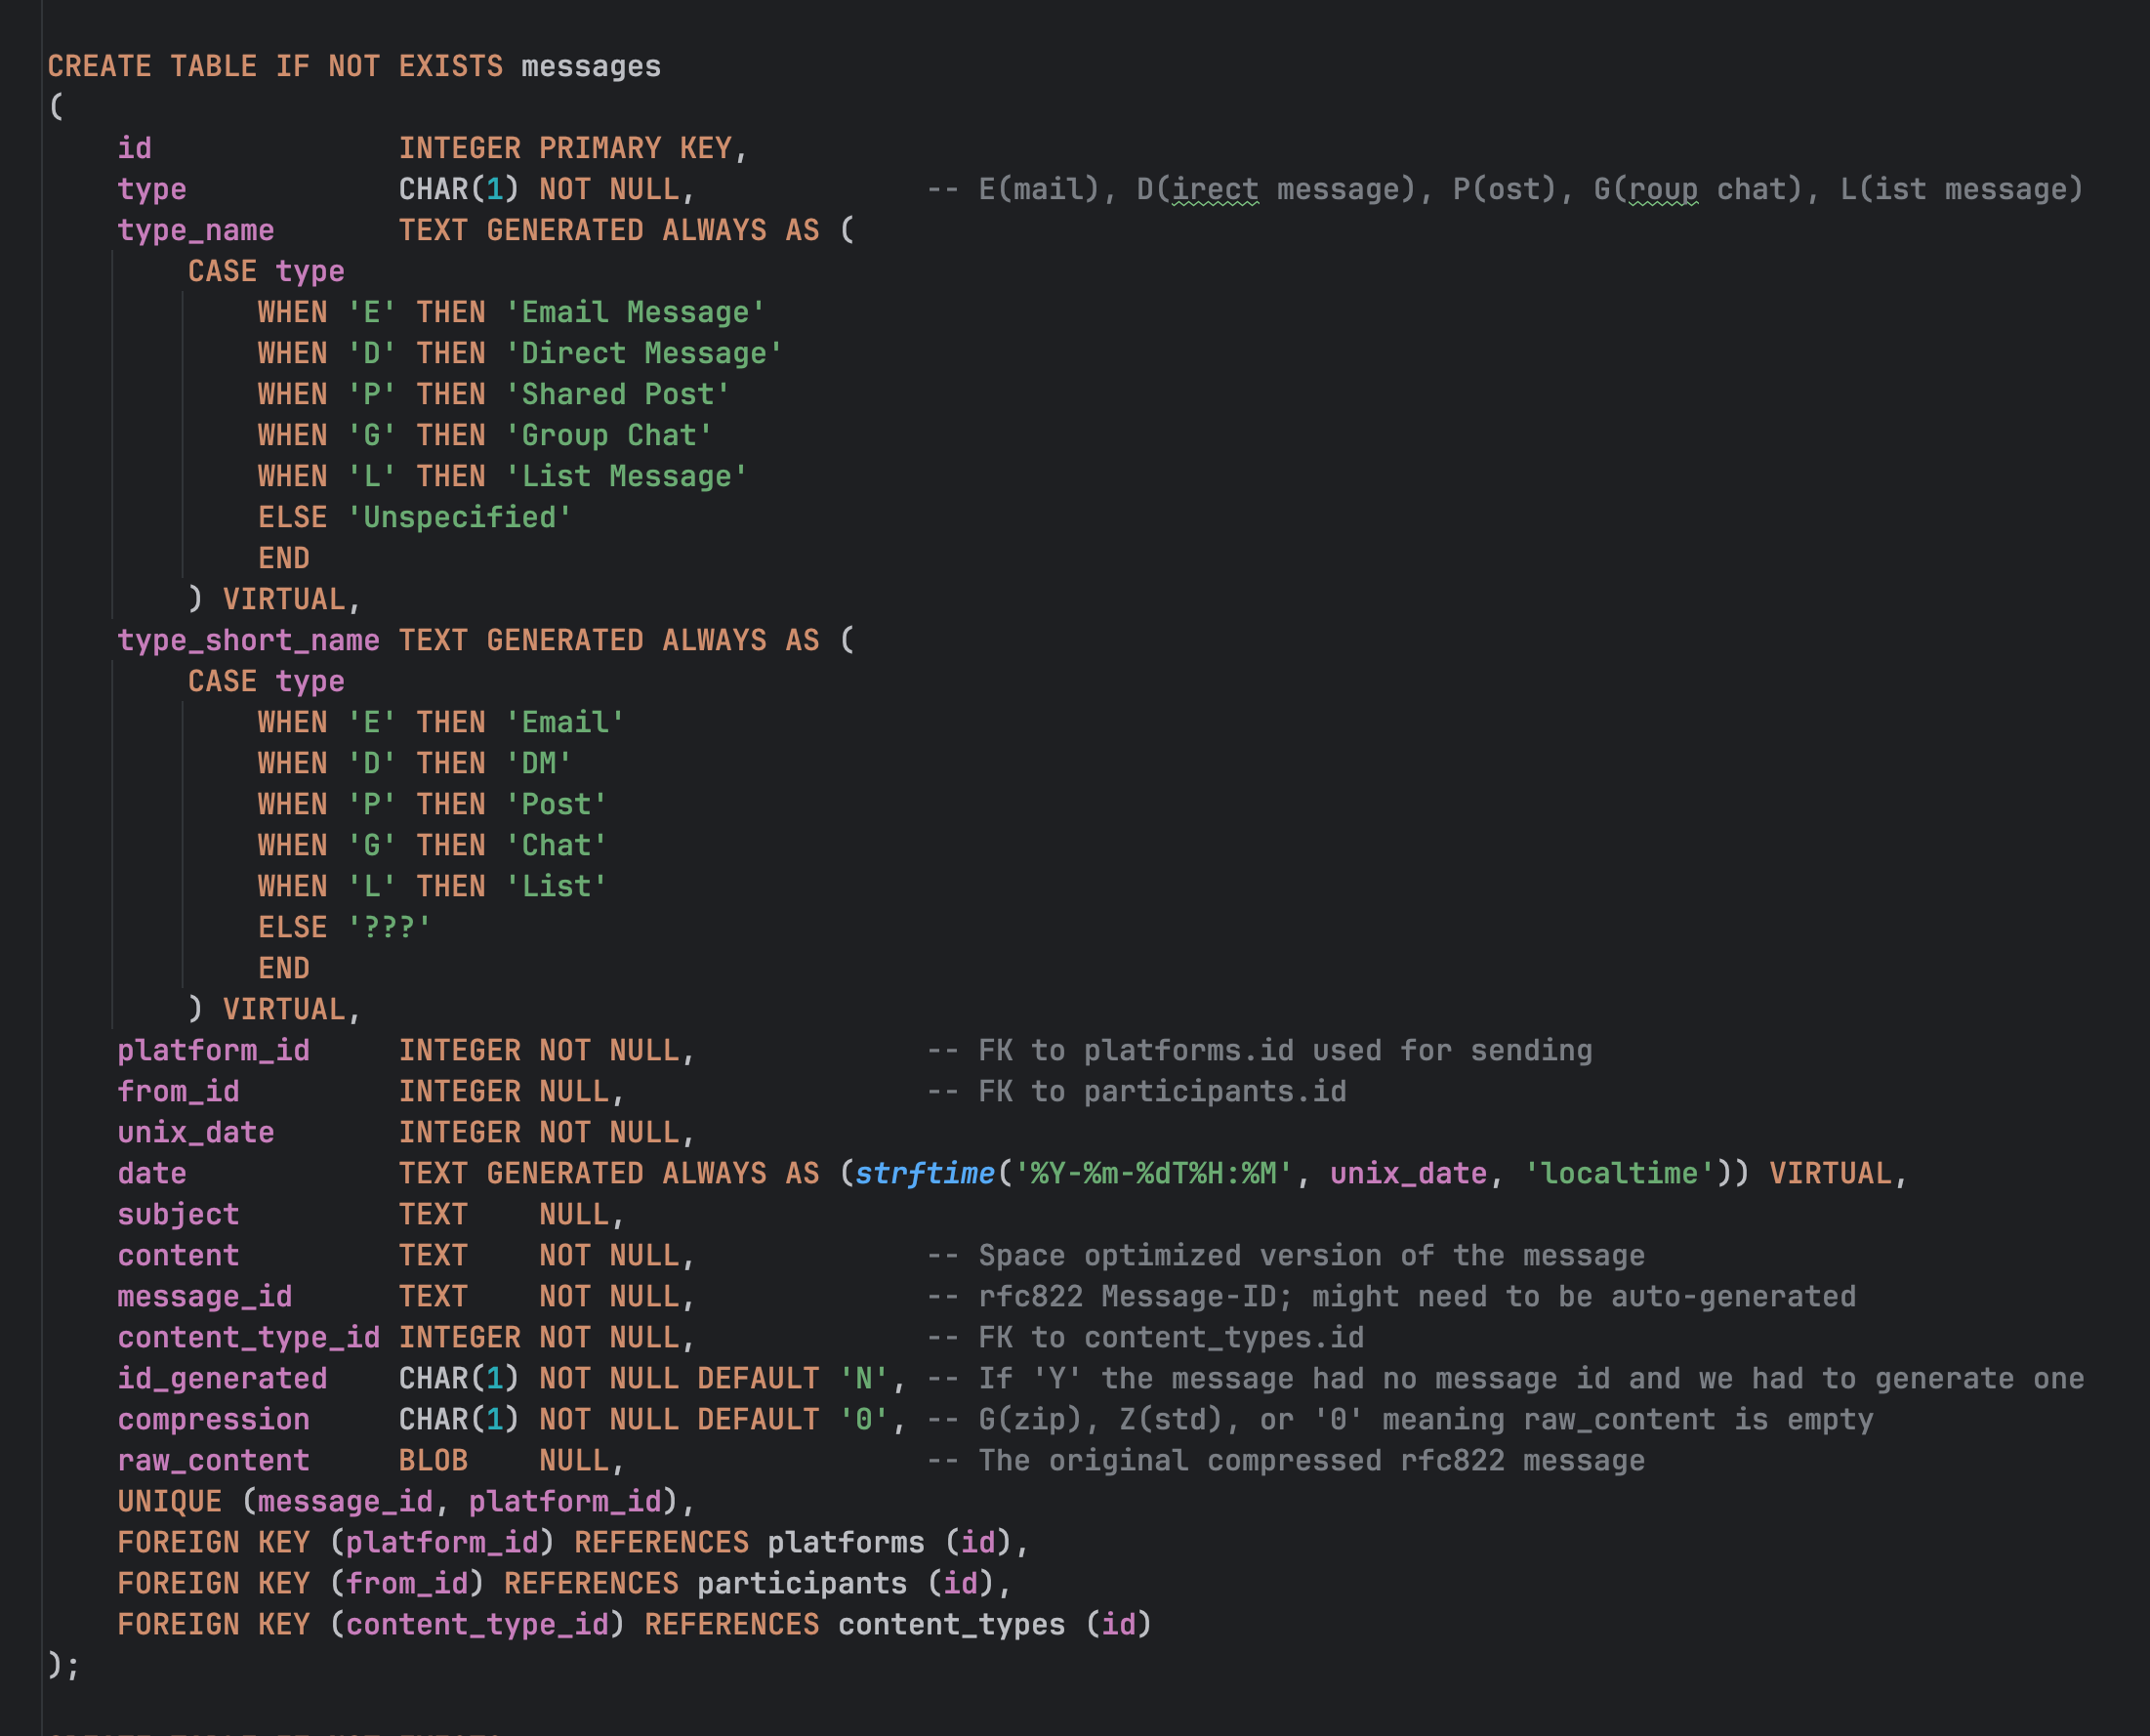 CREATE TABLE IF NOT EXISTS messages
(
    id              INTEGER PRIMARY KEY,
    type            CHAR(1) NOT NULL,             -- E(mail), D(irect message), P(ost), G(roup chat), L(ist message)
    type_name       TEXT GENERATED ALWAYS AS (
        CASE type
            WHEN 'E' THEN 'Email Message'
            WHEN 'D' THEN 'Direct Message'
            WHEN 'P' THEN 'Shared Post'
            WHEN 'G' THEN 'Group Chat'
            WHEN 'L' THEN 'List Message'
            ELSE 'Unspecified'
            END
        ) VIRTUAL,
    type_short_name TEXT GENERATED ALWAYS AS (
        CASE type
            WHEN 'E' THEN 'Email'
            WHEN 'D' THEN 'DM'
            WHEN 'P' THEN 'Post'
            WHEN 'G' THEN 'Chat'
            WHEN 'L' THEN 'List'
            ELSE '???'
            END
        ) VIRTUAL,
    platform_id     INTEGER NOT NULL,             -- FK to platforms.id used for sending
    from_id         INTEGER NULL,                 -- FK to participants.id
    unix_date       INTEGER NOT NULL,
    date            TEXT GENERATED ALWAYS AS (strftime('%Y-%m-%dT%H:%M', unix_date, 'localtime')) VIRTUAL,
    subject         TEXT    NULL,
    content         TEXT    NOT NULL,             -- Space optimized version of the message
    message_id      TEXT    NOT NULL,             -- rfc822 Message-ID; might need to be auto-generated
    content_type_id INTEGER NOT NULL,             -- FK to content_types.id
    id_generated    CHAR(1) NOT NULL DEFAULT 'N', -- If 'Y' the message had no message id and we had to generate one
    compression     CHAR(1) NOT NULL DEFAULT '0', -- G(zip), Z(std), or '0' meaning raw_content is empty
    raw_content     BLOB    NULL,                 -- The original compressed rfc822 message
    UNIQUE (message_id, platform_id),
    FOREIGN KEY (platform_id) REFERENCES platforms (id),
    FOREIGN KEY (from_id) REFERENCES participants (id),
    FOREIGN KEY (content_type_id) REFERENCES content_types (id)
);